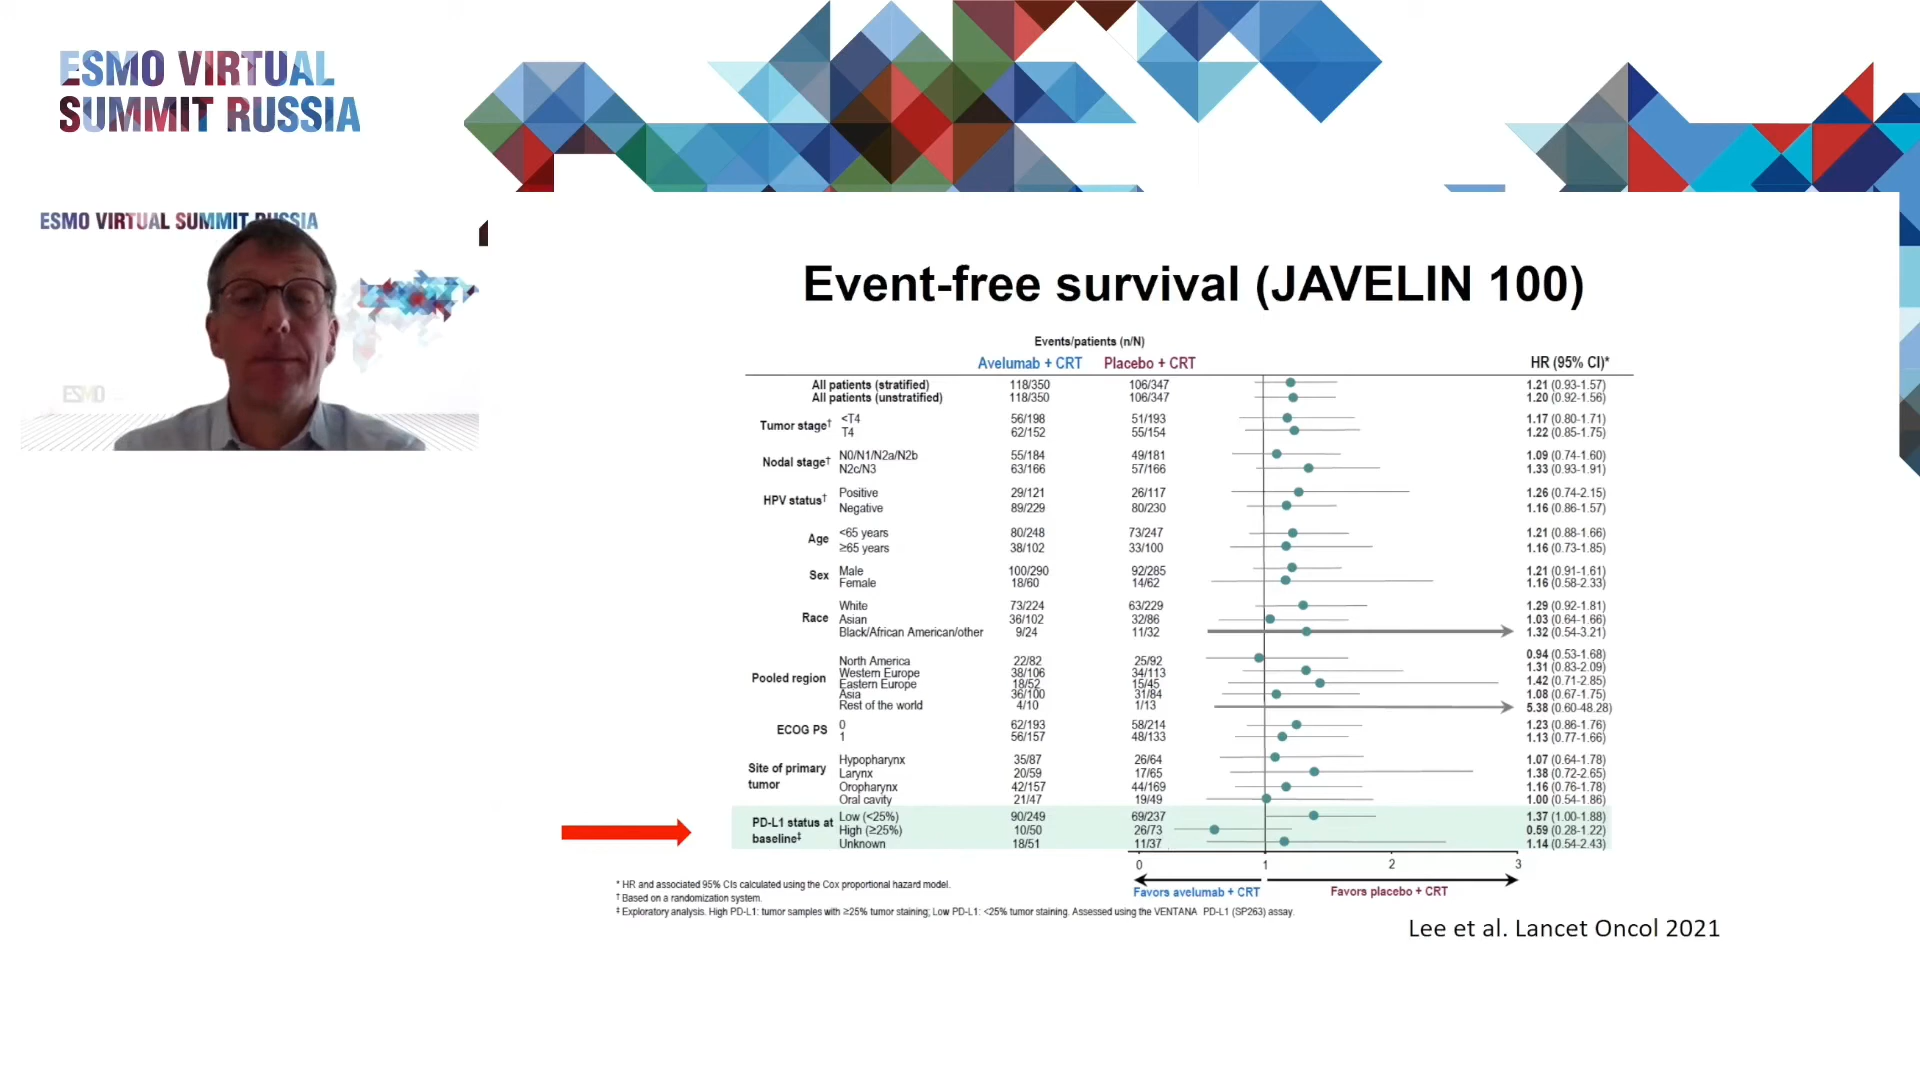 ESMO VIRTUAL
SUMMIT RUSSIA
ESMO VIRTUAL SUMMIT RUSSIA
ESMO
Event-free survival (JAVELIN 100)
Events/patients (n/N)
Avelumab + CRT Placebo + CRT HR (95% CI)*
All patients (stratified) 118/350 106/347 1.21 (0.93-1.57)
All patients (unstratified) 118/350 106/347 1.20 (0.92-1.56)
Tumor stage† <T4 56/198 51/193 1.17 (0.80-1.71)
T4 62/152 55/154 1.22 (0.85-1.75)
Nodal stage† N0/N1/N2a/N2b 55/184 49/181 1.09 (0.74-1.60)
N2c/N3 63/166 57/166 1.33 (0.93-1.91)
HPV status† Positive 29/121 26/117 1.26 (0.74-2.15)
Negative 89/229 80/230 1.16 (0.86-1.57)
Age <65 years 80/248 73/247 1.21 (0.88-1.66)
≥65 years 38/102 33/100 1.16 (0.73-1.85)
Sex Male 100/290 92/285 1.21 (0.91-1.61)
Female 18/60 14/62 1.16 (0.58-2.33)
White 73/224 63/229 1.29 (0.92-1.81)
Race Asian 36/102 32/86 1.03 (0.64-1.66)
Black/African American/other 9/24 11/32 1.32 (0.54-3.21)
North America 22/82 25/92 0.94 (0.53-1.68)
Western Europe 38/106 34/113 1.31 (0.83-2.09)
Pooled region Eastern Europe 18/52 15/45 1.42 (0.71-2.85)
Asia 36/100 31/84 1.08 (0.67-1.75)
Rest of the world 4/10 1/13 5.38 (0.60-48.28)
ECOG PS 0 62/193 58/214 1.23 (0.86-1.76)
1 56/157 48/133 1.13 (0.77-1.66)
Hypopharynx 35/87 26/64 1.07 (0.64-1.78)
Site of primary Larynx 20/59 17/65 1.38 (0.72-2.65)
tumor Oropharynx 42/157 44/169 1.16 (0.76-1.78)
Oral cavity 21/47 19/49 1.00 (0.54-1.86)
PD-L1 status at Low (<25%) 90/249 69/237 1.37 (1.00-1.88)
baseline‡ High (≥25%) 10/50 26/73 0.59 (0.28-1.22)
Unknown 18/51 11/37 1.14 (0.54-2.43)
0 1 2 3
Favors avelumab + CRT Favors placebo + CRT
* HR and associated 95% CIs calculated using the Cox proportional hazard model.
† Based on a randomization system.
‡ Exploratory analysis. High PD-L1: tumor samples with ≥25% tumor staining; Low PD-L1: <25% tumor staining. Assessed using the VENTANA PD-L1 (SP263) assay.
Lee et al. Lancet Oncol 2021